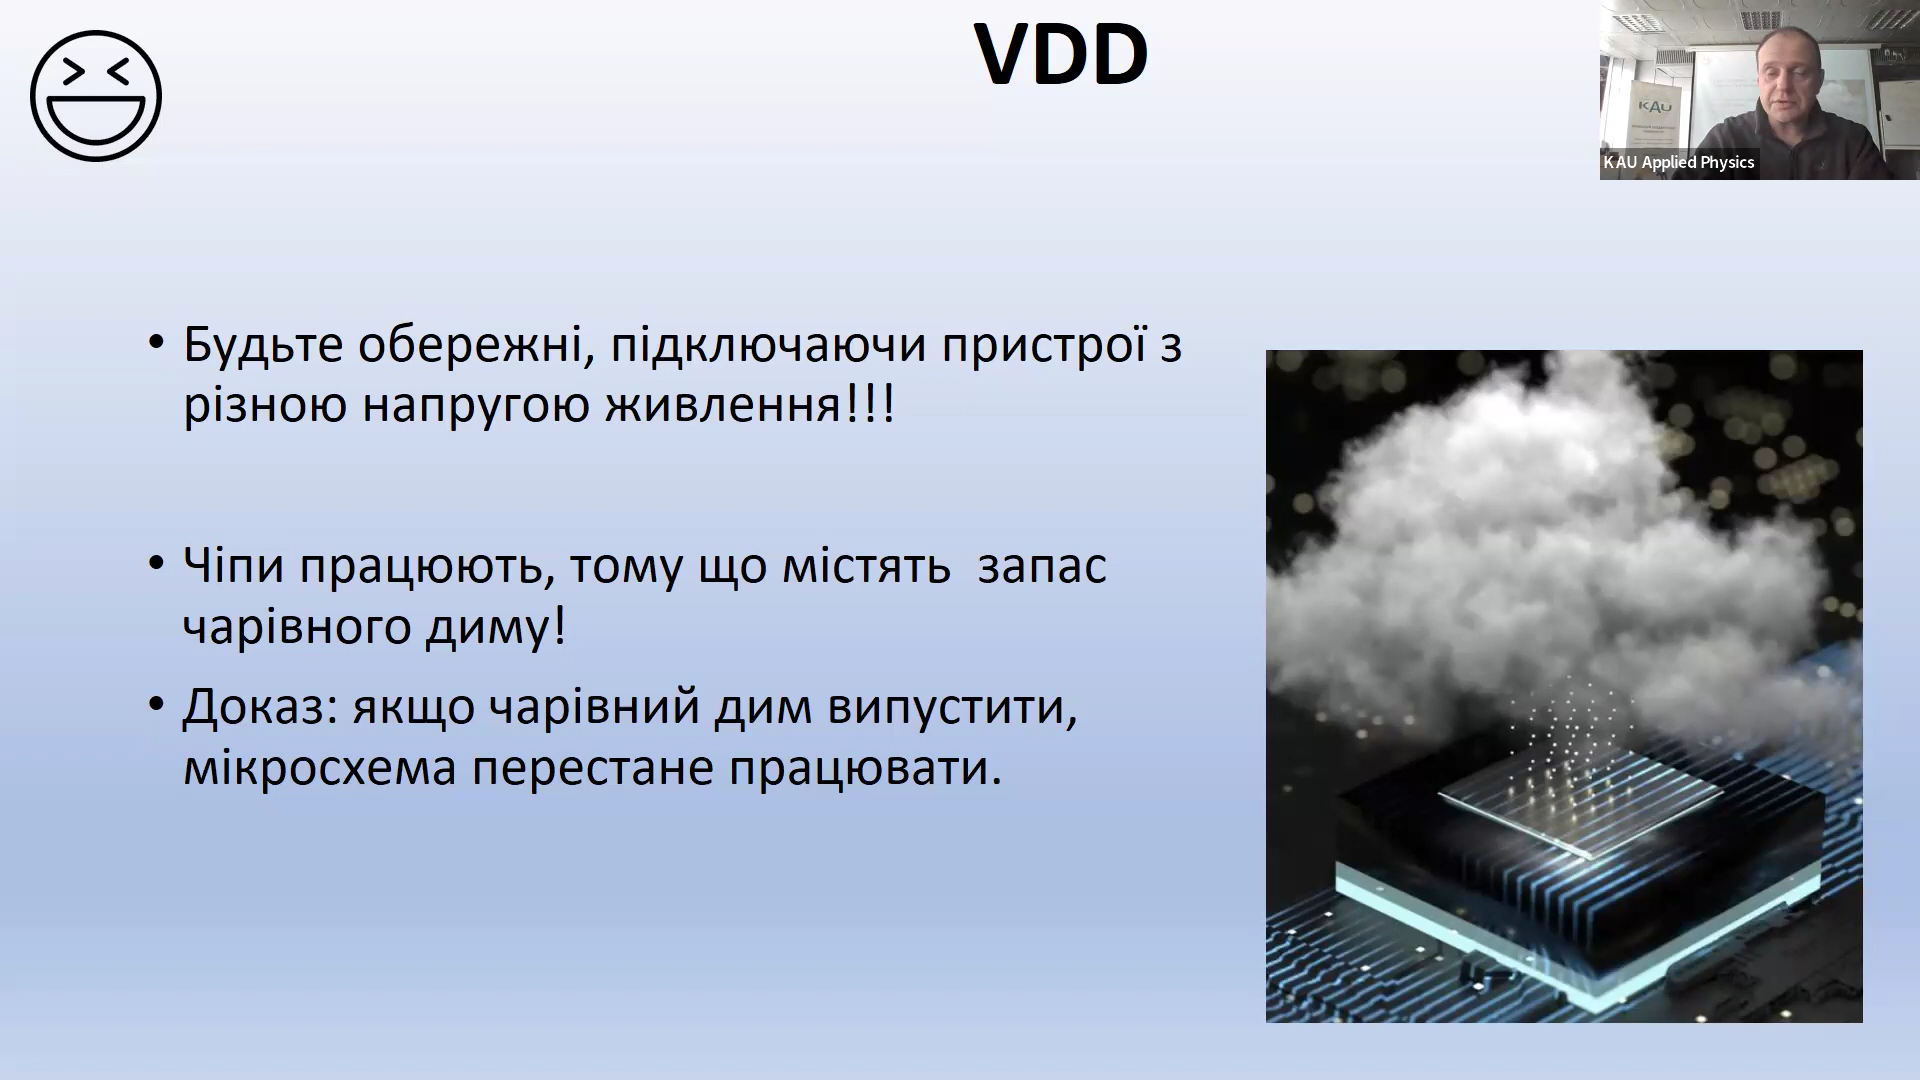 VDD
KAU
KAU Applied Physics
• Будьте обережні, підключаючи пристрої з
різною напругою живлення!!!
• Чіпи працюють, тому що містять  запас
чарівного диму!
• Доказ: якщо чарівний дим випустити,
мікросхема перестане працювати.